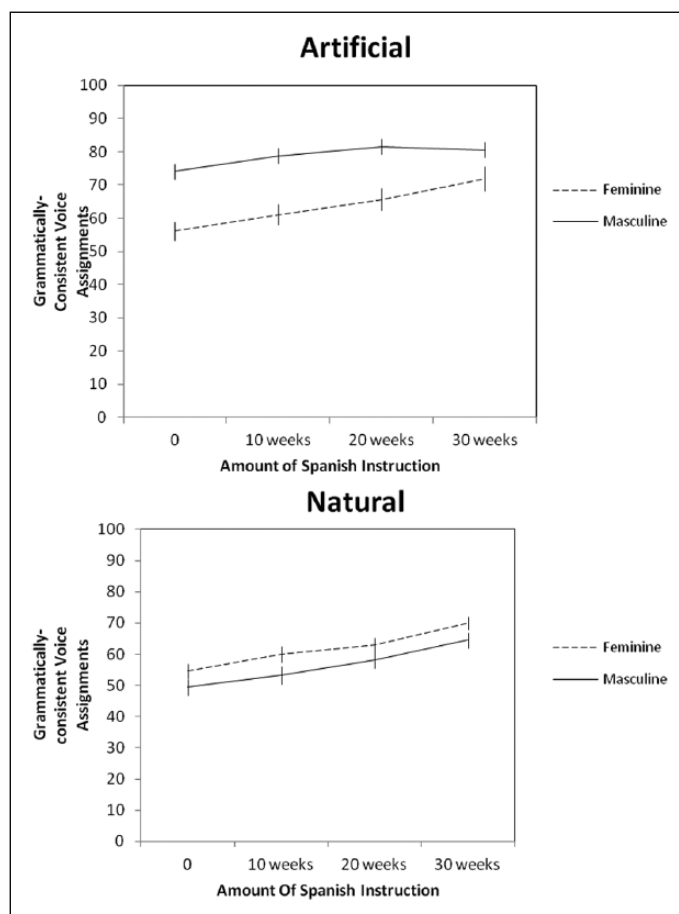 Artificial
100
90
80
70
60
50
40
30
20
10
0
Grammatically-
Consistent Voice
Assignments
0 10 weeks 20 weeks 30 weeks
Amount of Spanish Instruction
Feminine
Masculine
Natural
100
90
80
70
60
50
40
30
20
10
0
Grammatically-
consistent Voice
Assignments
0 10 weeks 20 weeks 30 weeks
Amount Of Spanish Instruction
Feminine
Masculine